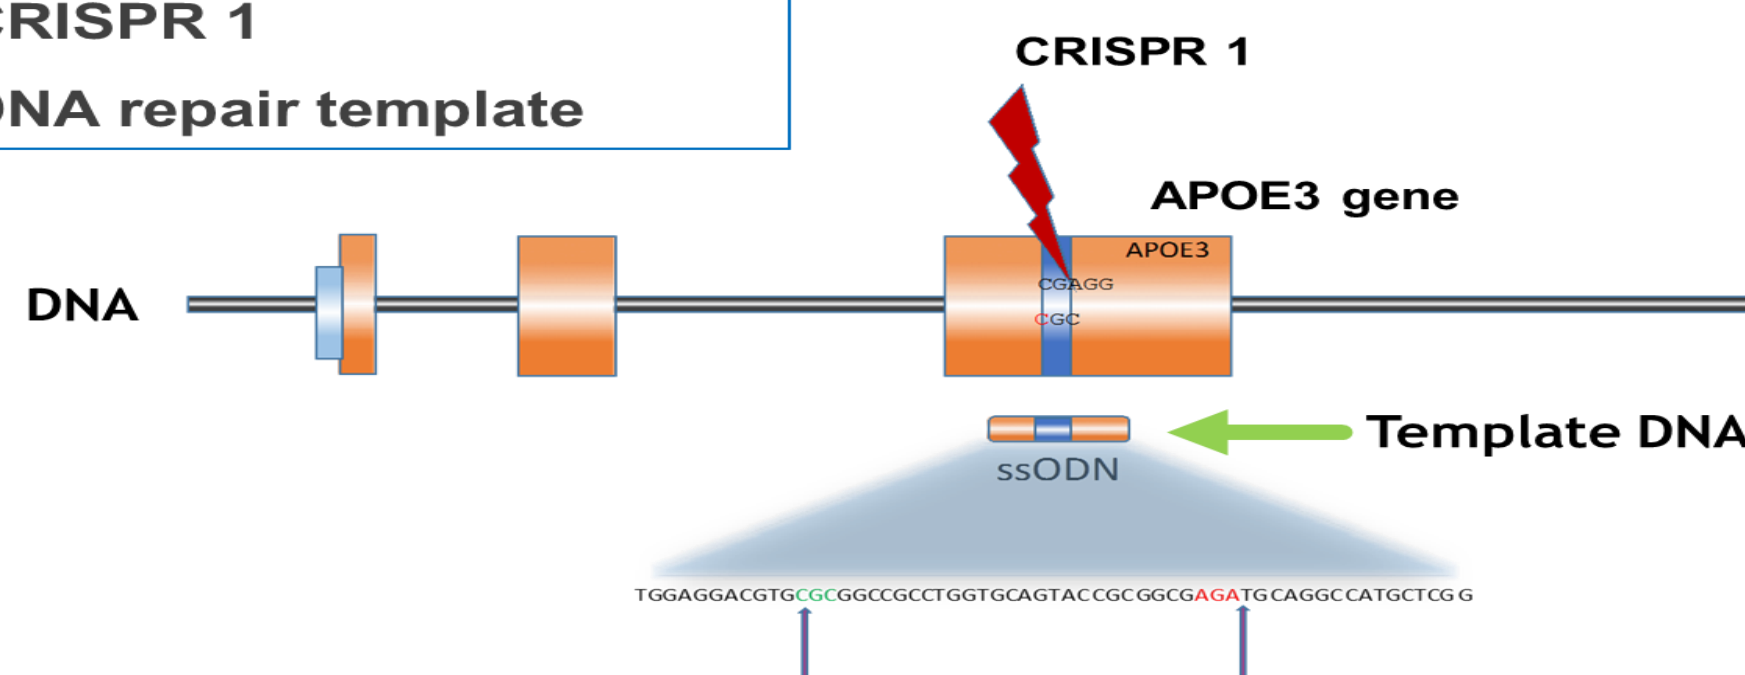 CRISPR 1
DNA repair template
CRISPR 1
APOE3 gene
APOE3
CGAGG
DNA
CGC
Template DNA
ssODN
TGGAGGACGTGCGCGGCCGCCTGGTGCAGTACCGCGGCGAGATGCAGGCCATGCTCGG